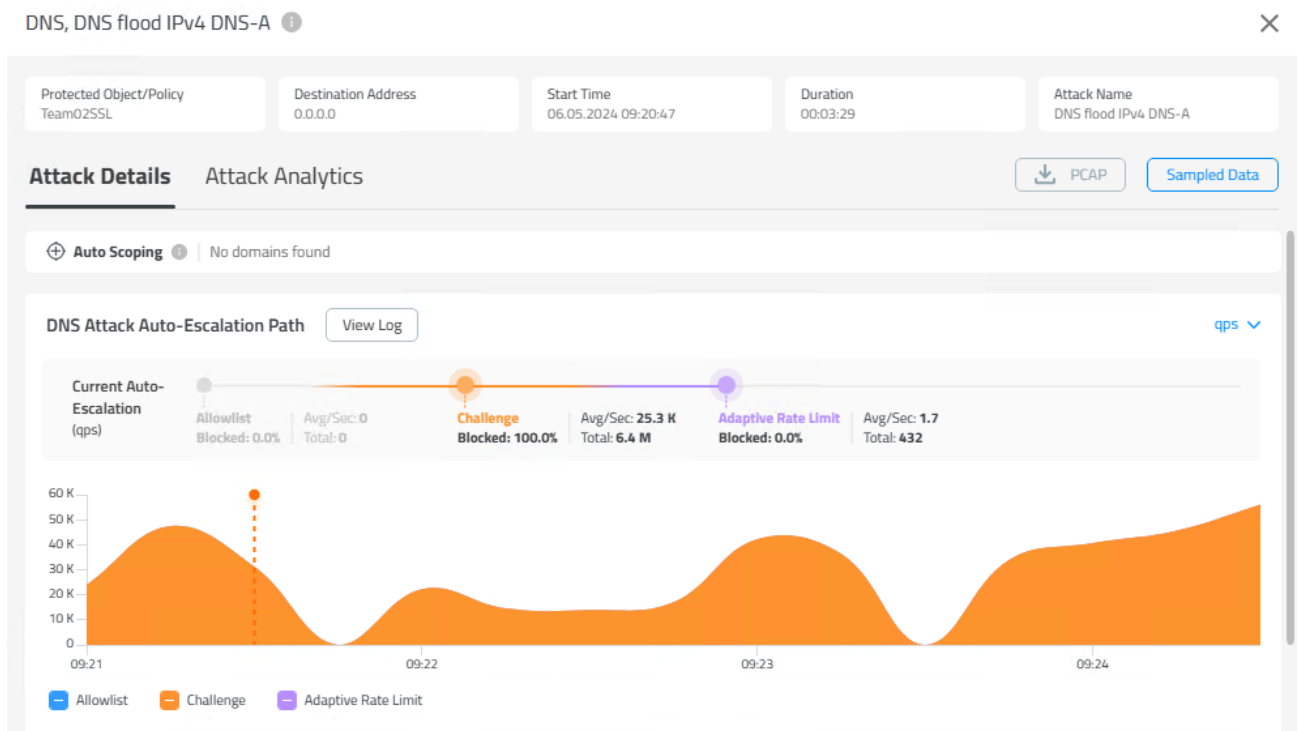 DNS, DNS flood IPv4 DNS-A
Protected Object/Policy
Team02SSL
Destination Address
0.0.0.0
Start Time
06.05.2024 09:20:47
Duration
00:03:29
Attack Name
DNS flood IPv4 DNS-A
Attack Details
Attack Analytics
PCAP
Sampled Data
Auto Scoping
No domains found
DNS Attack Auto-Escalation Path
View Log
qps
Current Auto-
Escalation
(qps)
Allowlist
Blocked: 0.0%
Avg/Sec: 0
Total: 0
Challenge
Blocked: 100.0%
Avg/Sec: 25.3 K
Total: 6.4 M
Adaptive Rate Limit
Blocked: 0.0%
Avg/Sec: 1.7
Total: 432
60 K
50 K
40 K
30 K
20 K
10 K
0
09:21
09:22
09:23
09:24
Allowlist
Challenge
Adaptive Rate Limit